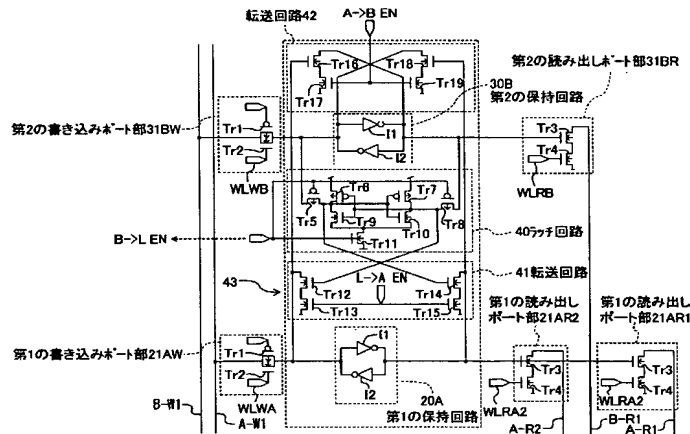 A->B EN
転送回路42
第2の読み出しポート部31BR
Tr16
Tr18
Tr17
Tr19
30B
第2の保持回路
第2の書き込みポート部31BW
Tr1
Tr2
I1
I2
Tr3
Tr4
WLWB
WLRB
Tr6
Tr7
Tr5
Tr9
Tr8
Tr10
Tr11
B->L EN
40ラッチ回路
41転送回路
L->A EN
43
Tr12
Tr14
Tr13
Tr15
第1の読み出し
ポート部21AR2
第1の読み出し
ポート部21AR1
第1の書き込みポート部21AW
Tr1
Tr2
I1
I2
Tr3
Tr4
Tr3
Tr4
WLWA
20A
第1の保持回路
WLRA2
WLRA2
B-W1
A-W1
A-R2
B-R1
A-R1